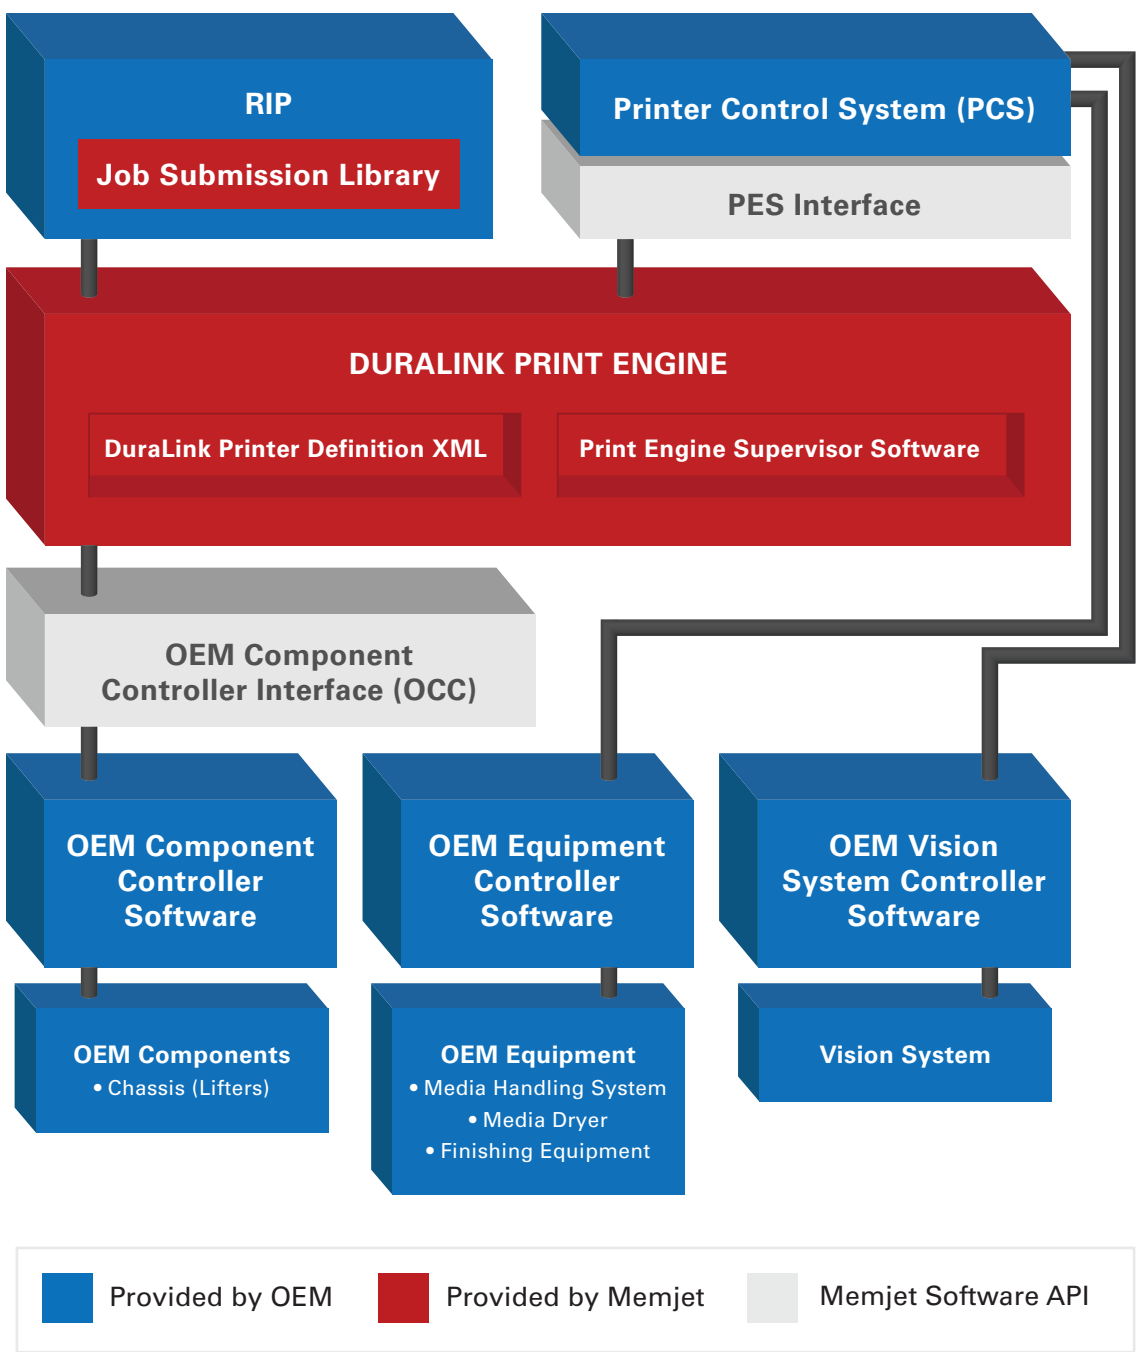 RIP
Job Submission Library
Printer Control System (PCS)
PES Interface
DURALINK PRINT ENGINE
DuraLink Printer Definition XML
Print Engine Supervisor Software
OEM Component
Controller Interface (OCC)
OEM Component
Controller
Software
OEM Equipment
Controller
Software
OEM Vision
System Controller
Software
OEM Components
• Chassis (Lifters)
OEM Equipment
• Media Handling System
• Media Dryer
• Finishing Equipment
Vision System
Provided by OEM
Provided by Memjet
Memjet Software API